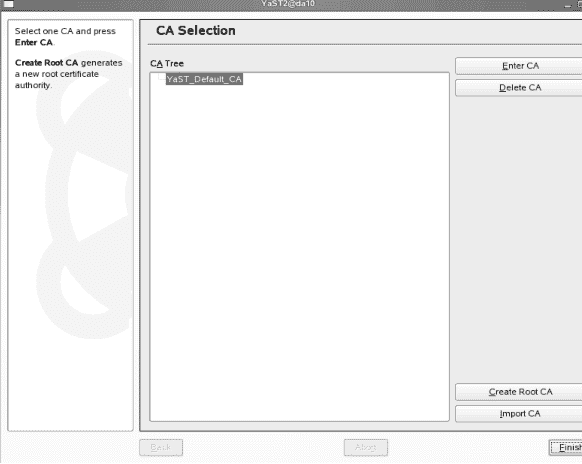 YaST2@da10
Select one CA and press
Enter CA.
Create Root CA generates
a new root certificate
authority.
CA Selection
CA Tree
YaST_Default_CA
Enter CA
Delete CA
Create Root CA
Import CA
Back
Abort
Finish